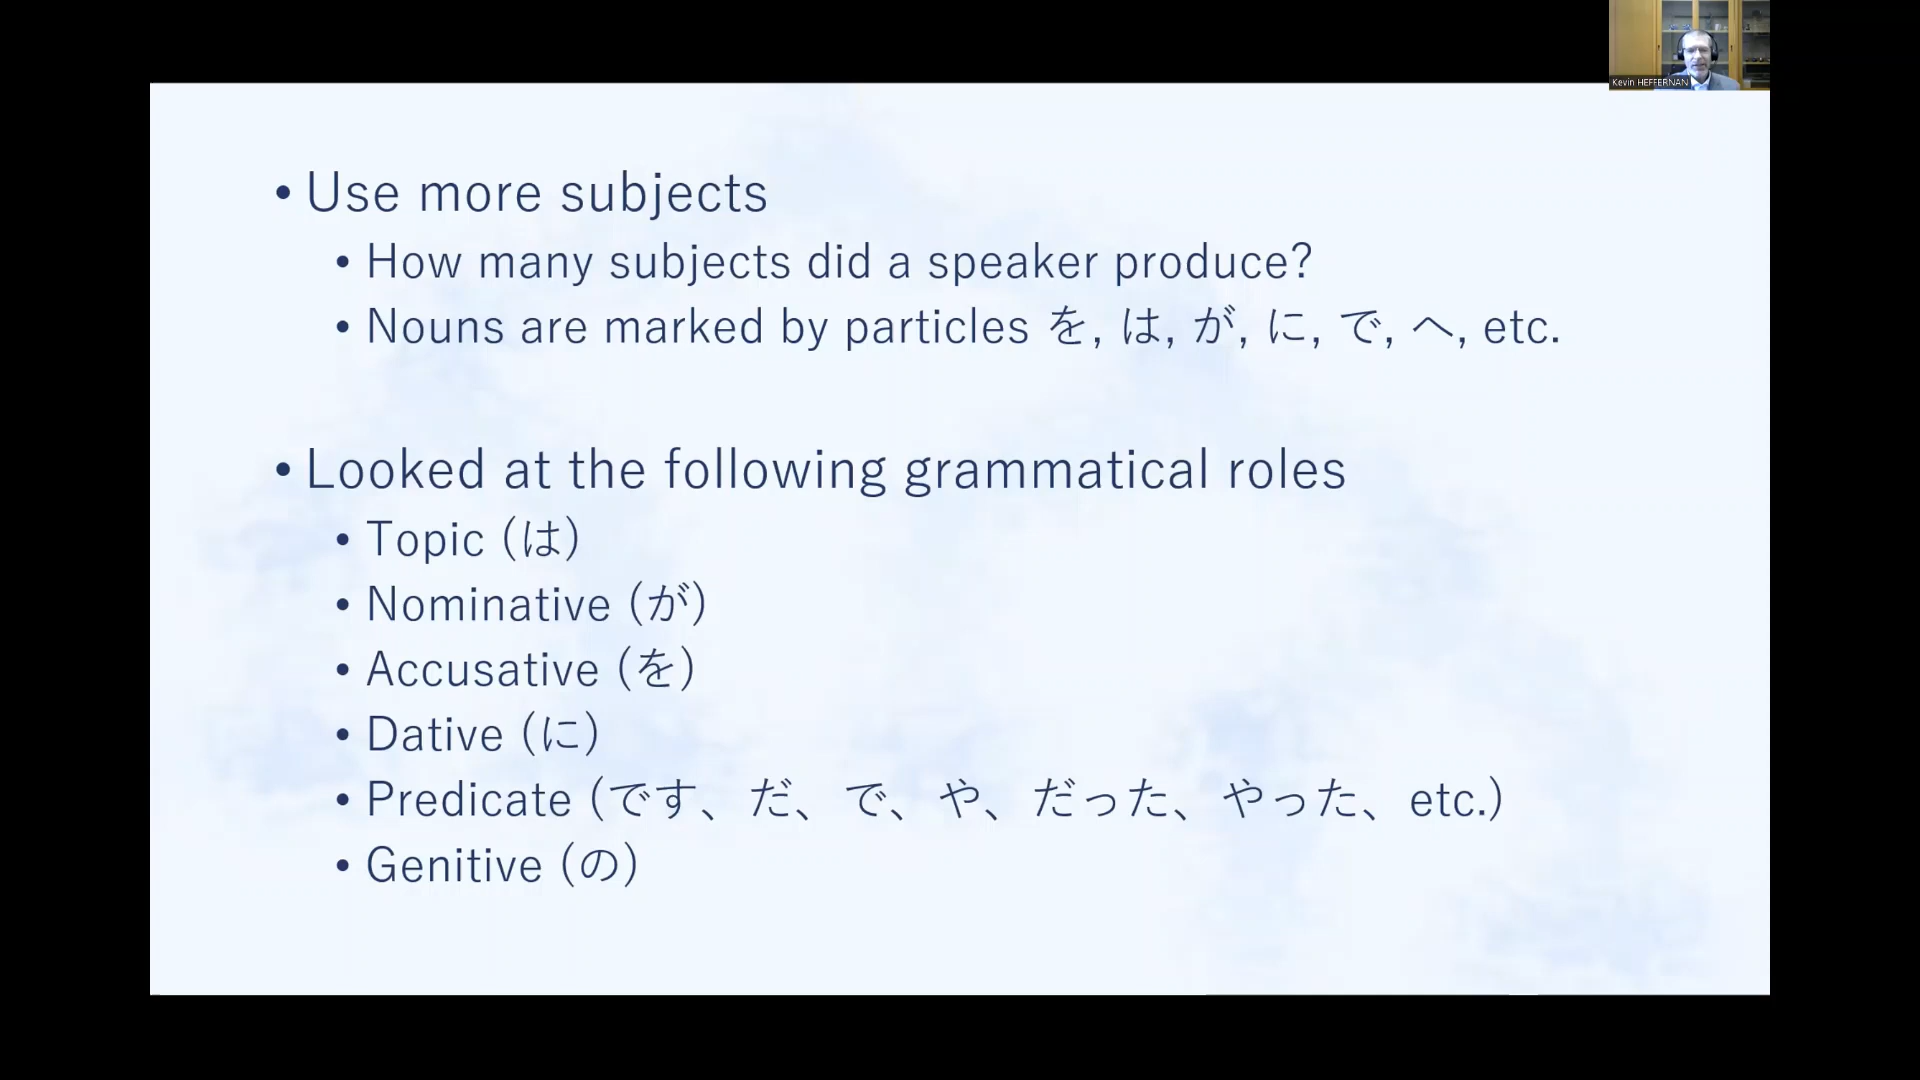 Kevin HEFFERNAN
• Use more subjects
• How many subjects did a speaker produce?
• Nouns are marked by particles を, は, が, に, で, へ, etc.
• Looked at the following grammatical roles
• Topic (は)
• Nominative (が)
• Accusative (を)
• Dative (に)
• Predicate (です、だ、で、や、だった、やった、etc.)
• Genitive (の)